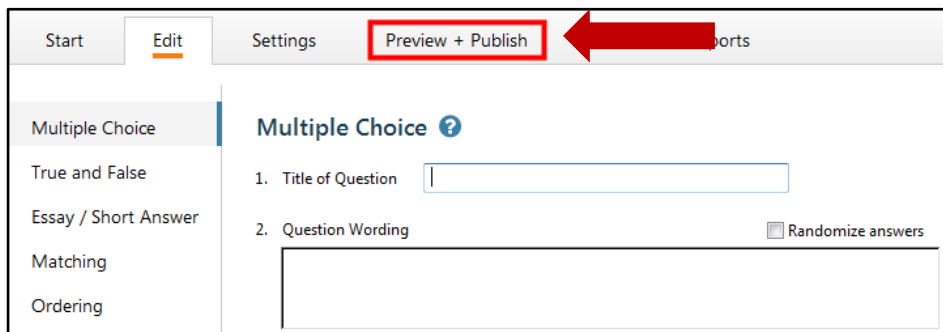 Start Edit Settings Preview + Publish ports
Multiple Choice
True and False
Essay / Short Answer
Matching
Ordering
Multiple Choice ?
1. Title of Question
2. Question Wording Randomize answers